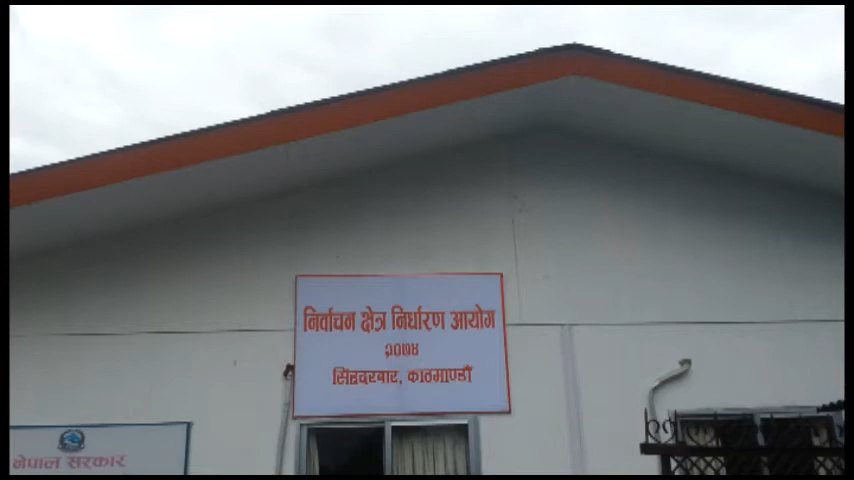 निर्वाचन क्षेत्र निर्धारण आयोग
२०७४
सिंहदरबार, काठमाण्डौं
नेपाल सरकार